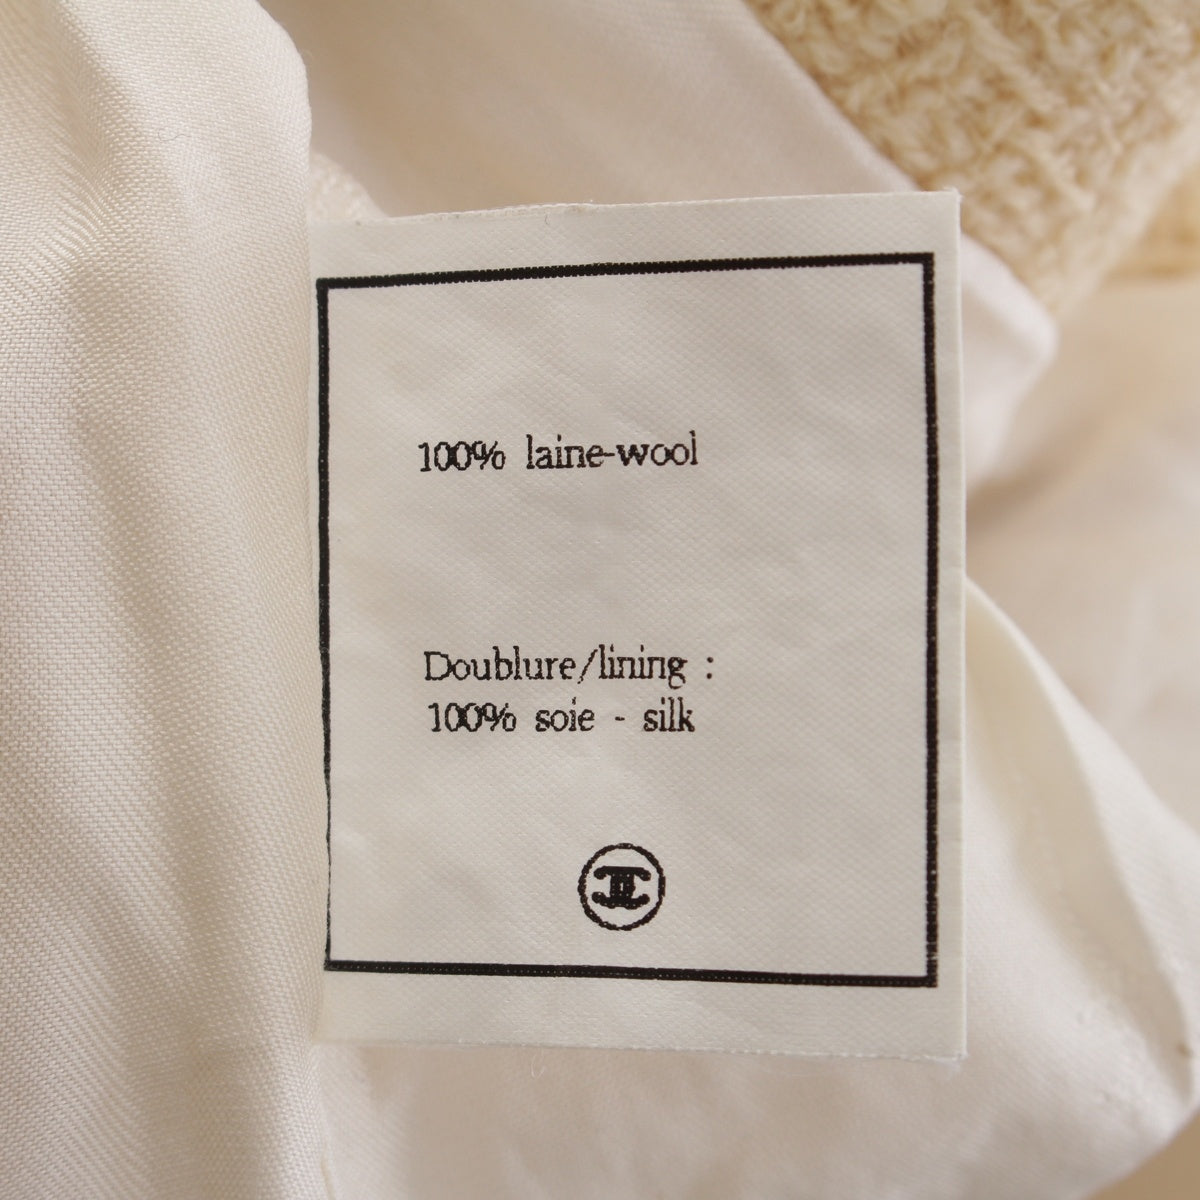 100% laine-wool
Doublure/lining :
100% soie - silk